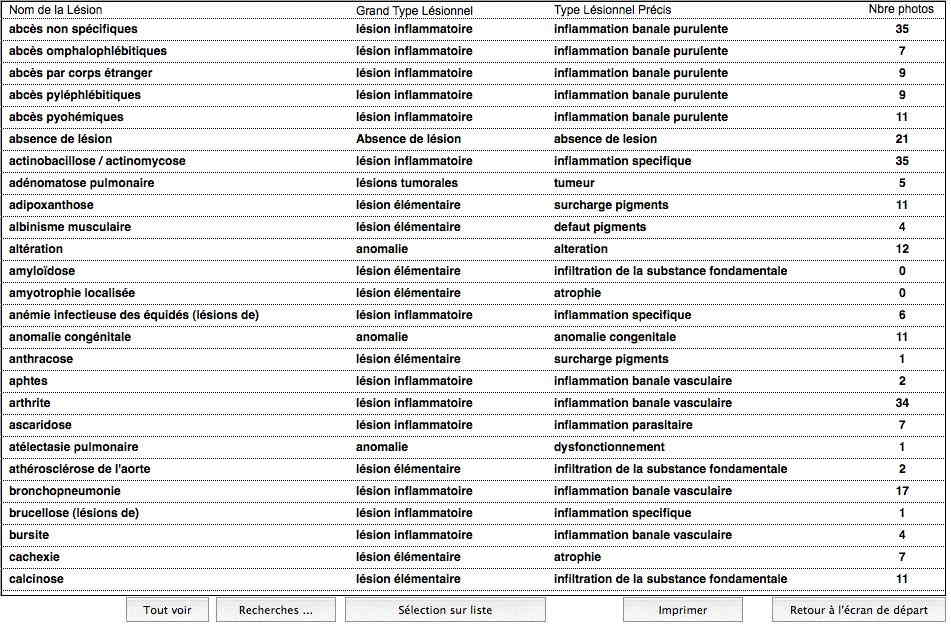 Nom de la Lésion Grand Type Lésionnel Type Lésionnel Précis Nbre photos
abcès non spécifiques lésion inflammatoire inflammation banale purulente 35
abcès omphalophlébitiques lésion inflammatoire inflammation banale purulente 7
abcès par corps étranger lésion inflammatoire inflammation banale purulente 9
abcès pyléphlébitiques lésion inflammatoire inflammation banale purulente 9
abcès pyohémiques lésion inflammatoire inflammation banale purulente 11
absence de lésion Absence de lésion absence de lesion 21
actinobacillose / actinomycose lésion inflammatoire inflammation specifique 35
adénomatose pulmonaire lésions tumorales tumeur 5
adipoxanthose lésion élémentaire surcharge pigments 11
albinisme musculaire lésion élémentaire defaut pigments 4
altération anomalie alteration 12
amyloïdose lésion élémentaire infiltration de la substance fondamentale 0
amyotrophie localisée lésion élémentaire atrophie 0
anémie infectieuse des équidés (lésions de) lésion inflammatoire inflammation specifique 6
anomalie congénitale anomalie anomalie congenitale 11
anthracose lésion élémentaire surcharge pigments 1
aphtes lésion inflammatoire inflammation banale vasculaire 2
arthrite lésion inflammatoire inflammation banale vasculaire 34
ascaridose lésion inflammatoire inflammation parasitaire 7
atélectasie pulmonaire anomalie dysfonctionnement 1
athérosclérose de l'aorte lésion élémentaire infiltration de la substance fondamentale 2
bronchopneumonie lésion inflammatoire inflammation banale vasculaire 17
brucellose (lésions de) lésion inflammatoire inflammation specifique 1
bursite lésion inflammatoire inflammation banale vasculaire 4
cachexie lésion élémentaire atrophie 7
calcinose lésion élémentaire infiltration de la substance fondamentale 11
Tout voir Recherches ... Sélection sur liste Imprimer Retour à l'écran de départ